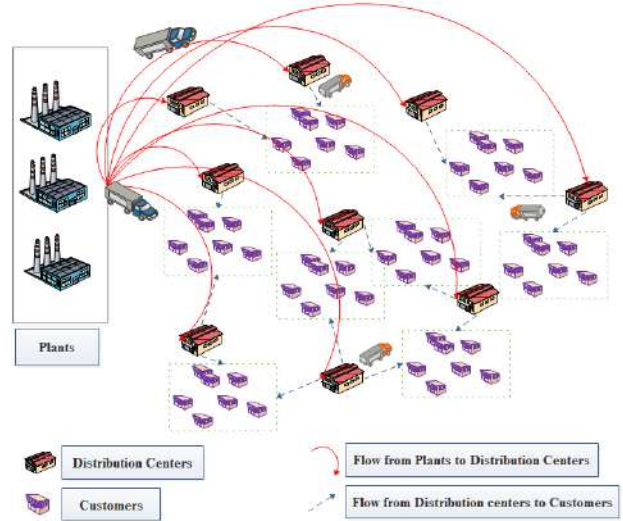 Plants
Distribution Centers
Flow from Plants to Distribution Centers
Customers
Flow from Distribution centers to Customers